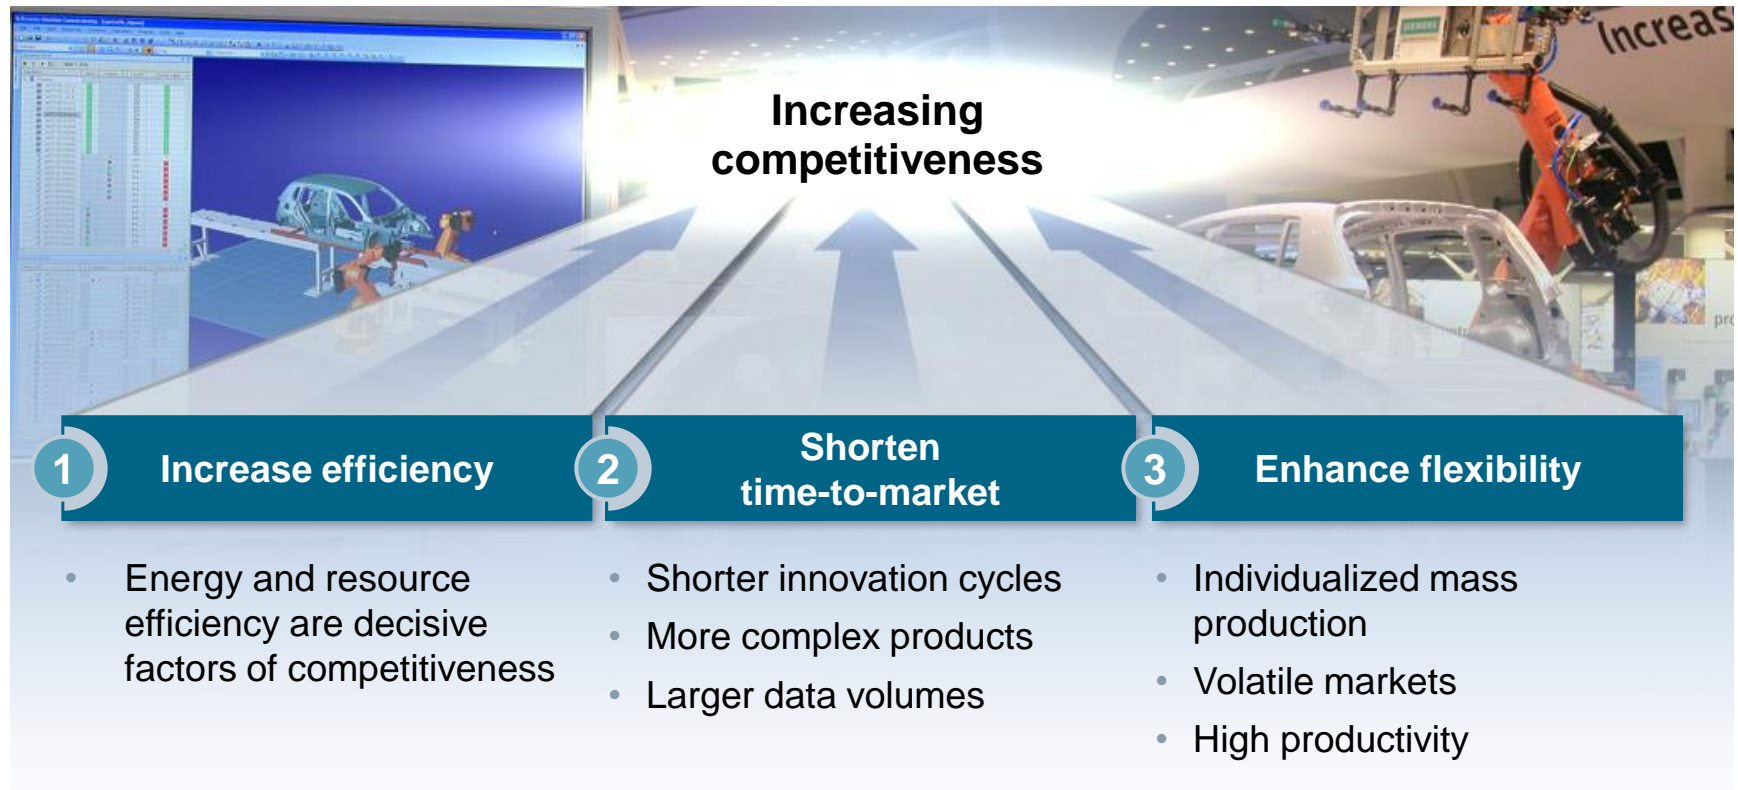 Increas
SIEMENS
Increasing
competitiveness
1
Increase efficiency
2
Shorten
time-to-market
3
Enhance flexibility
• Energy and resource
efficiency are decisive
factors of competitiveness
• Shorter innovation cycles
• More complex products
• Larger data volumes
• Individualized mass
production
• Volatile markets
• High productivity